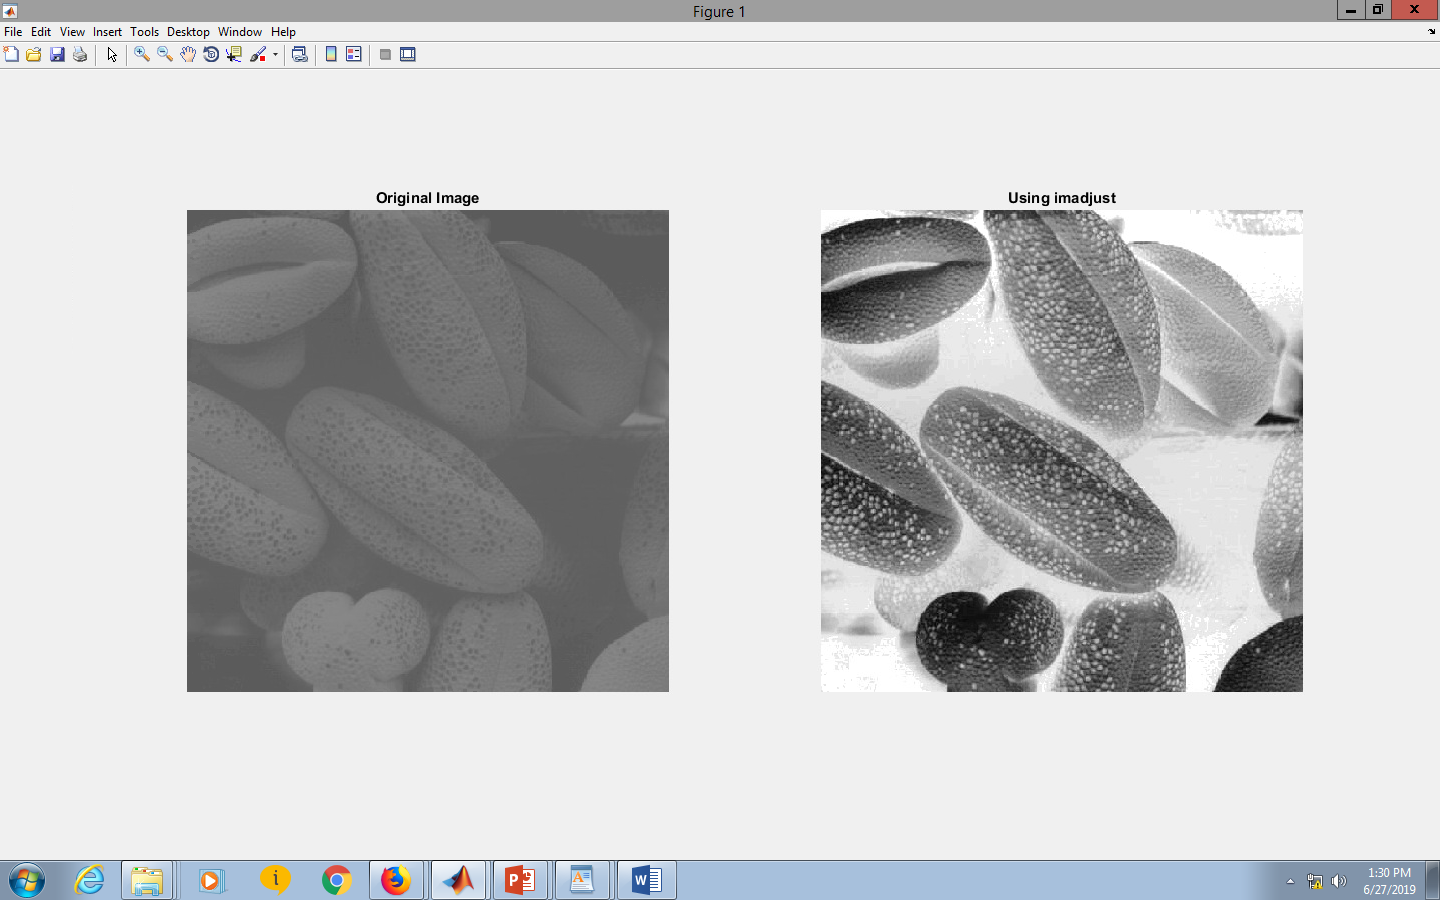 Figure 1
File Edit View Insert Tools Desktop Window Help
Original Image
Using imadjust
1:30 PM
6/27/2019